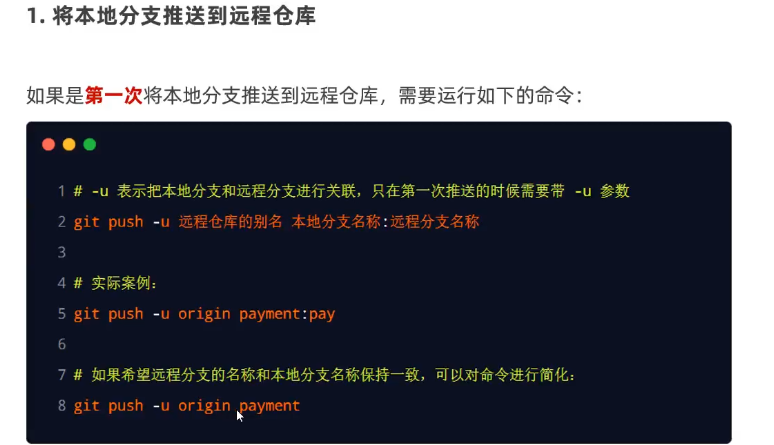 1. 将本地分支推送到远程仓库
如果是第一次将本地分支推送到远程仓库，需要运行如下的命令：
1 # -u 表示把本地分支和远程分支进行关联，只在第一次推送的时候需要带 -u 参数
2 git push -u 远程仓库的别名 本地分支名称:远程分支名称
3
4 # 实际案例：
5 git push -u origin payment:pay
6
7 # 如果希望远程分支的名称和本地分支名称保持一致，可以对命令进行简化：
8 git push -u origin payment